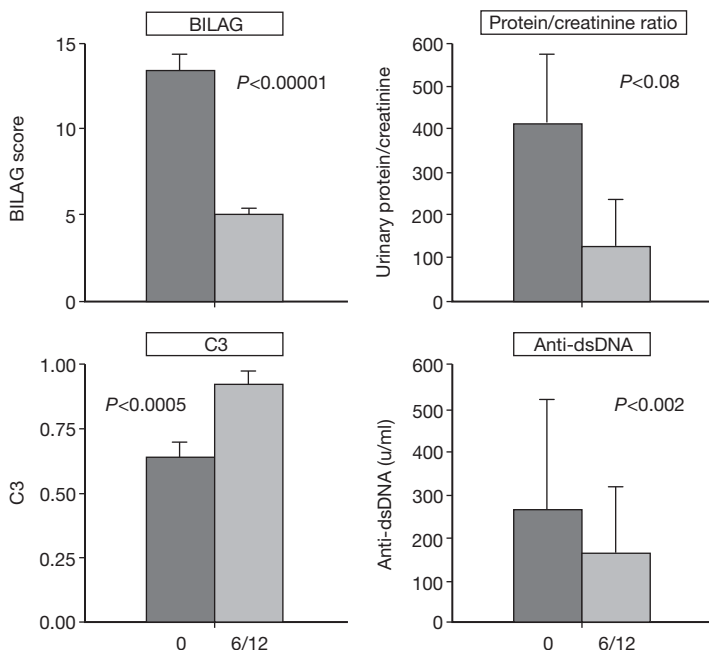 BILAG
BILAG score
15
10
5
0
P<0.00001
Protein/creatinine ratio
Urinary protein/creatinine
600
500
400
300
200
100
0
P<0.08
C3
C3
1.00
0.75
0.50
0.25
0.00
P<0.0005
0 6/12
Anti-dsDNA
Anti-dsDNA (u/ml)
600
500
400
300
200
100
0
P<0.002
0 6/12